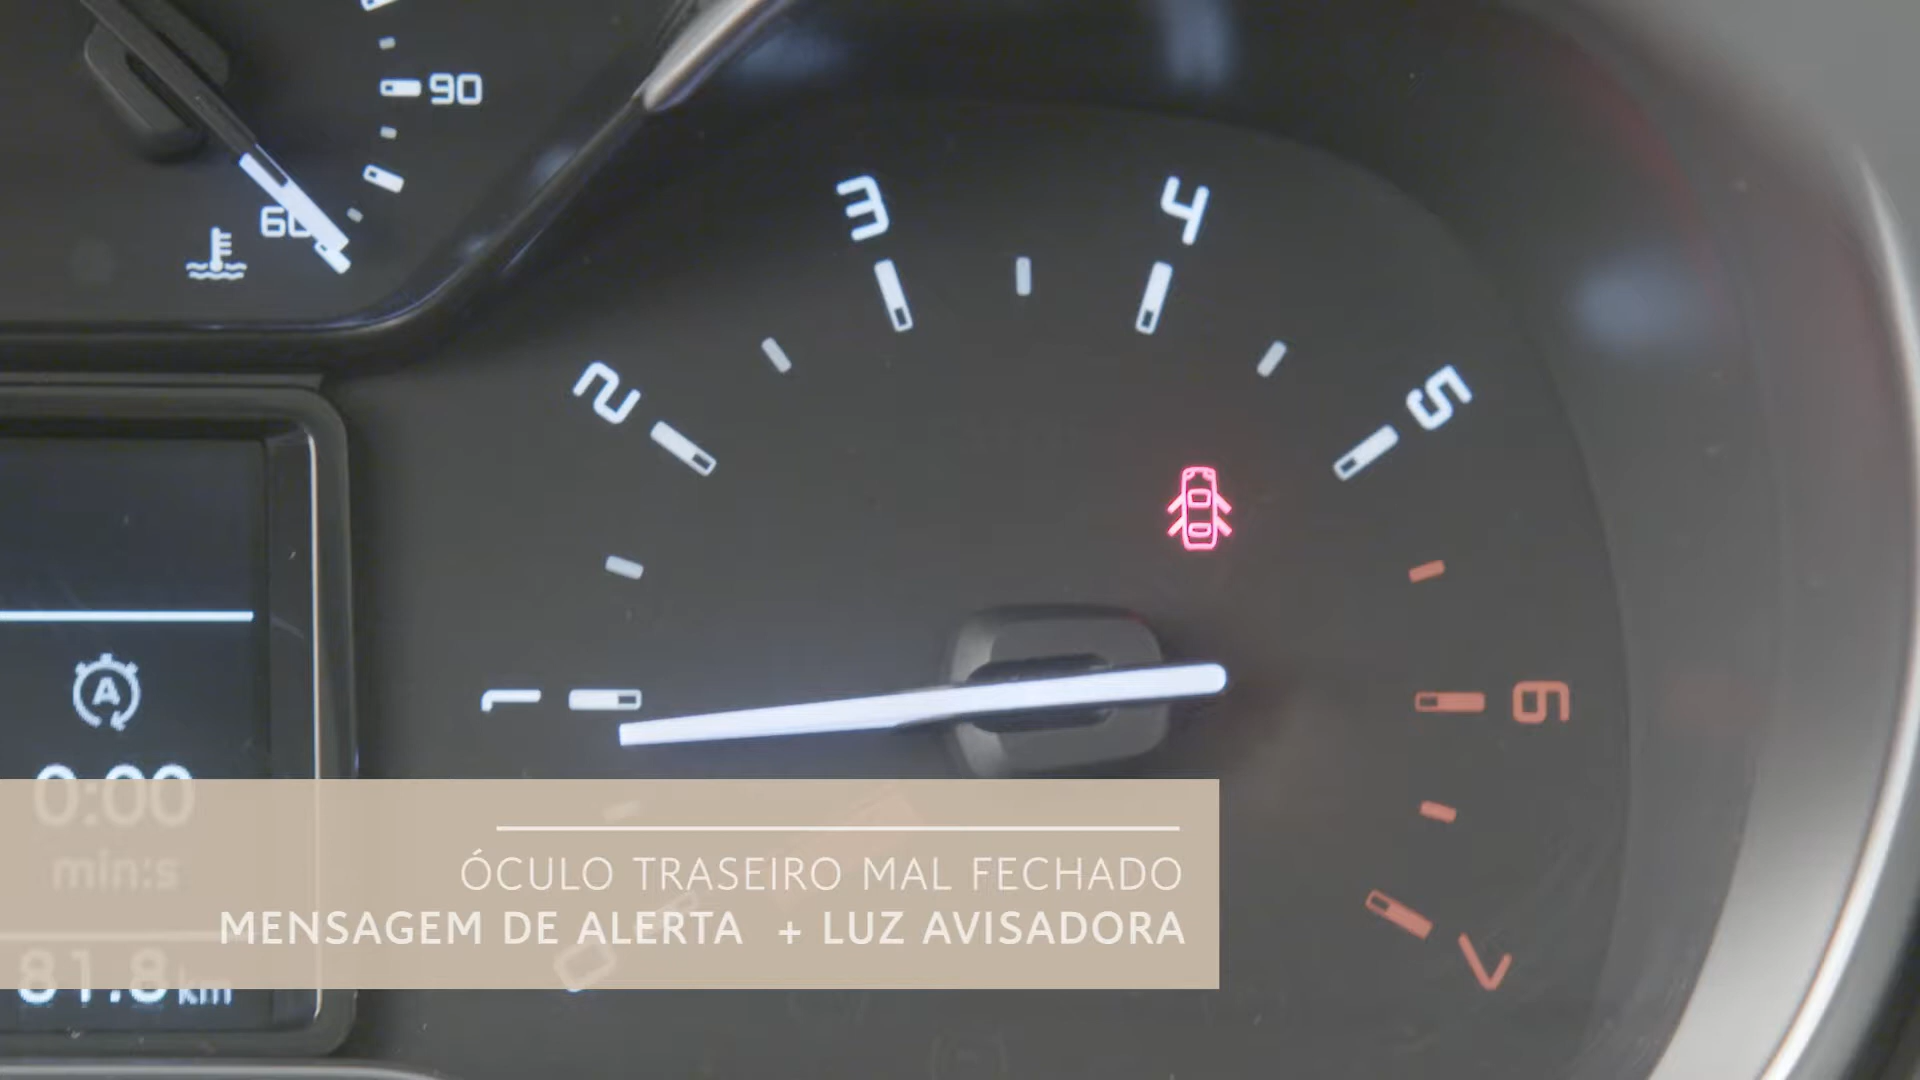 90
60
3
4
2
5
1
6
A
0:00
min:s
ÓCULO TRASEIRO MAL FECHADO
MENSAGEM DE ALERTA + LUZ AVISADORA
7
0
81.8 km